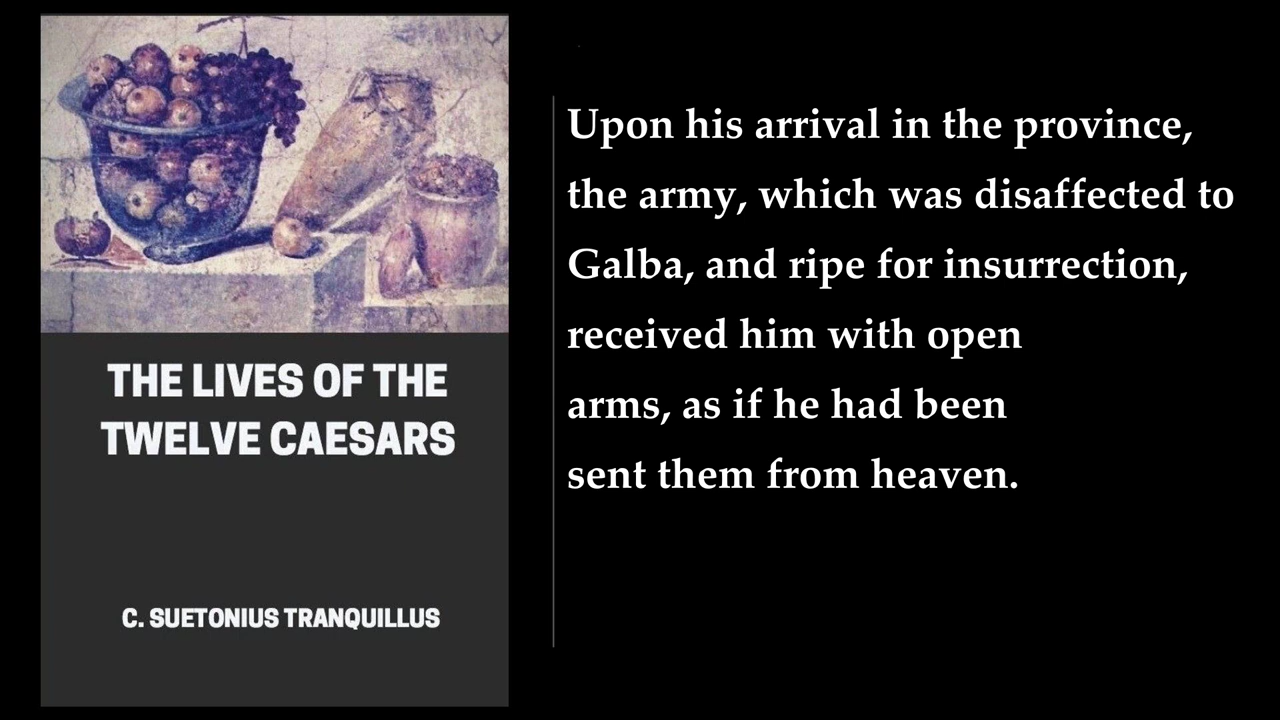 THE LIVES OF THE
TWELVE CAESARS
C. SUETONIUS TRANQUILLUS
Upon his arrival in the province,
the army, which was disaffected to
Galba, and ripe for insurrection,
received him with open
arms, as if he had been
sent them from heaven.